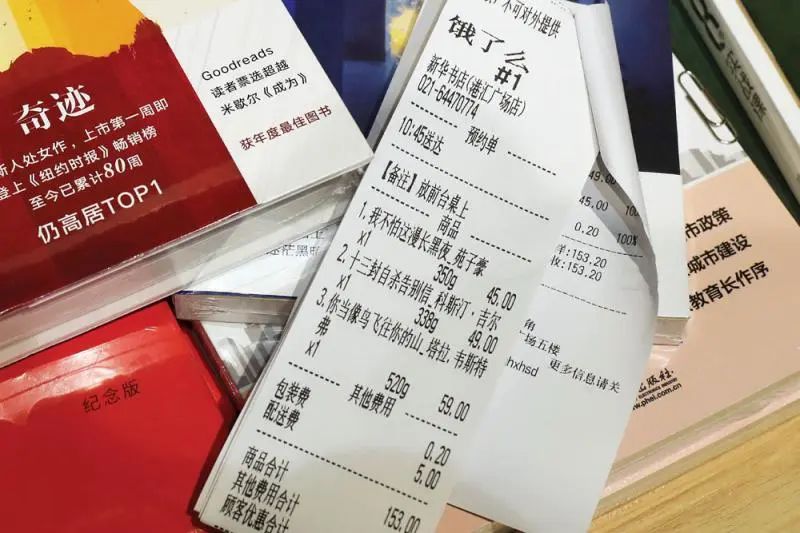 奇迹
新人处女作，上市第一周即
登上《纽约时报》畅销榜
至今已累计80周
仍高居TOP1
Goodreads
读者票选超越
米歇尔《成为》
获年度最佳图书
纪念版
不可对外提供
饿了么
#1
新华书店(港汇广场店)
021-64470774
预约单
10:45送达
【备注】放前台桌上
商品
1.我不怕这漫长黑夜,苑子豪
350g
x1 45.00
2.十三封自杀告别信,科斯汀,吉尔
338g
x1 49.00
3.你当像鸟飞往你的山,塔拉,韦斯特
弗
520g
x1 59.00
其他费用
包装费 0.20
配送费 5.00
商品合计 153.00
其他费用合计
顾客优惠合计
49.00
45.00 100
0.20 100%
:153.20
:153.20
角
场五楼
hxhsd 更多信息请关
市政策
城市建设
教育长作序
版社
.phei.com.cn